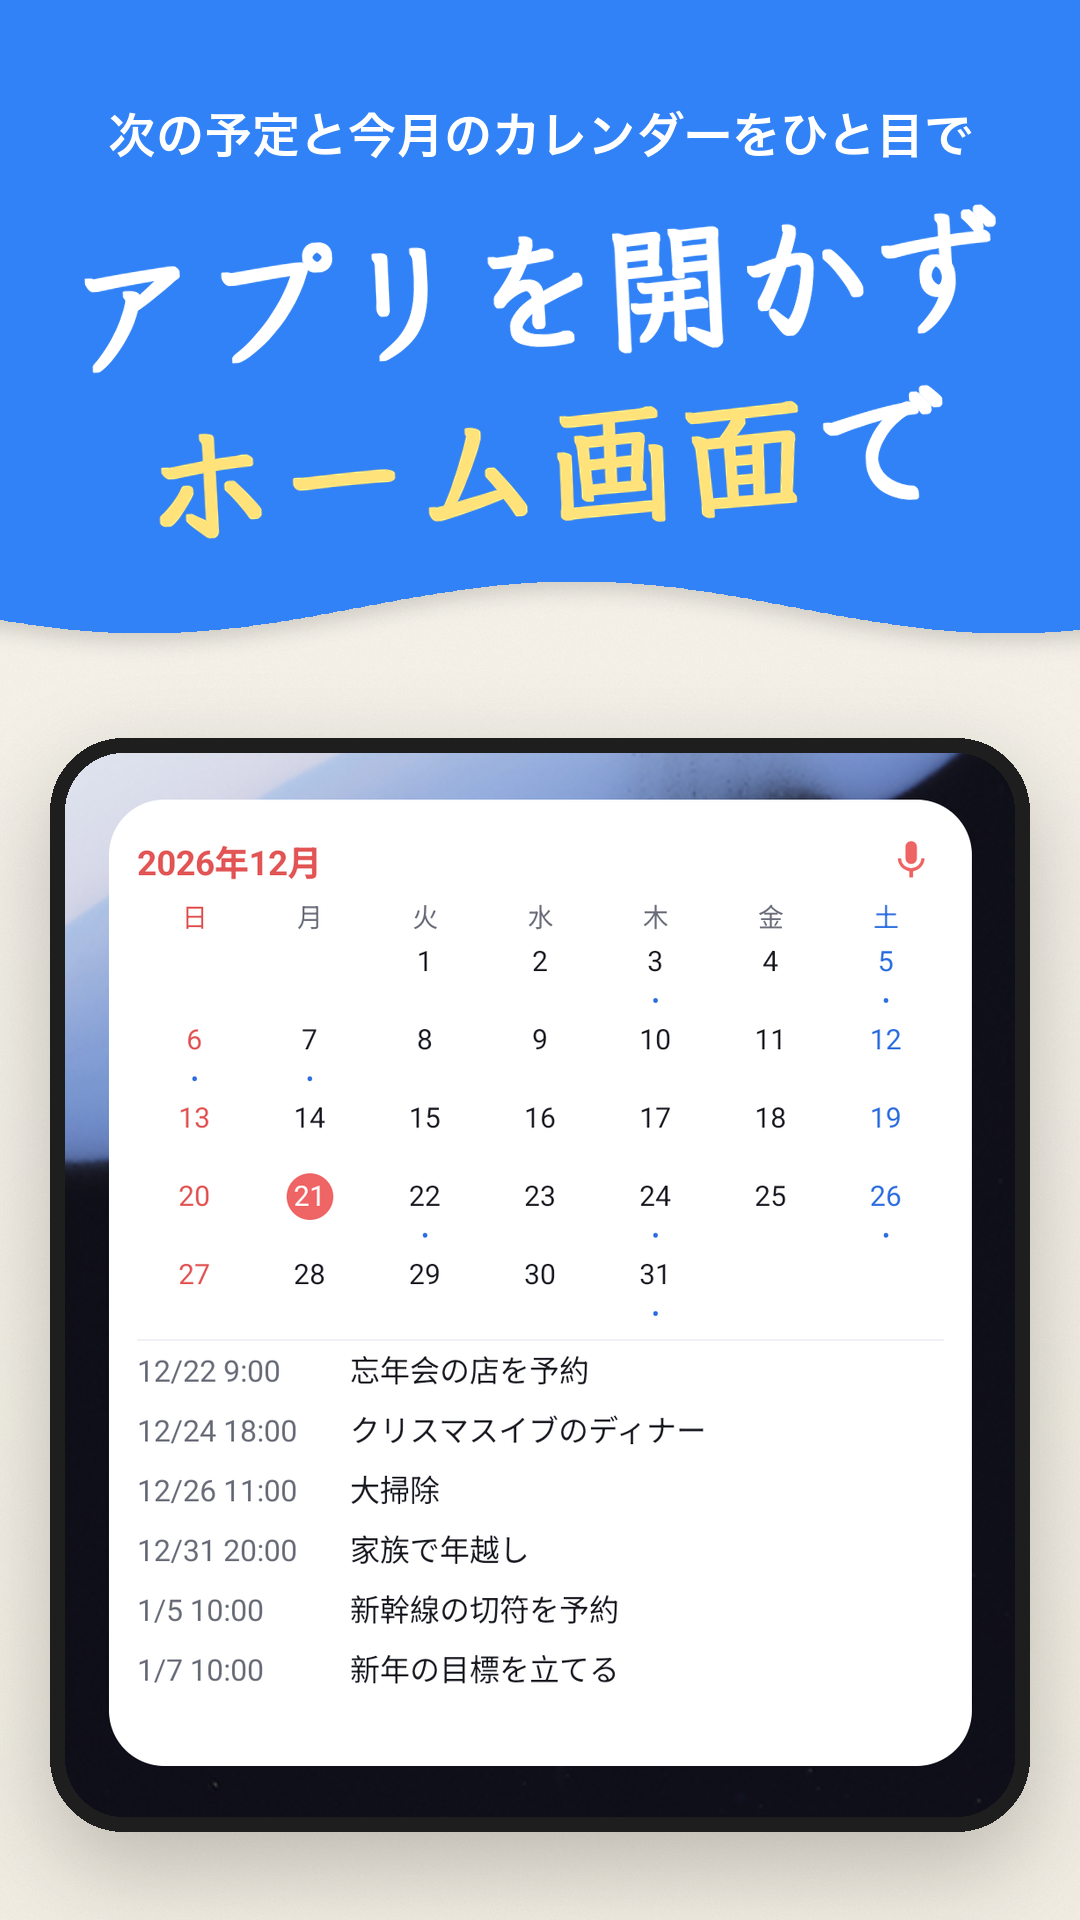 次の予定と今月のカレンダーをひと目で
アプリを開かず
ホーム画面で
2026年12月
日 月 火 水 木 金 土
1 2 3 4 5
6 7 8 9 10 11 12
13 14 15 16 17 18 19
20 21 22 23 24 25 26
27 28 29 30 31
12/22 9:00 忘年会の店を予約
12/24 18:00 クリスマスイブのディナー
12/26 11:00 大掃除
12/31 20:00 家族で年越し
1/5 10:00 新幹線の切符を予約
1/7 10:00 新年の目標を立てる